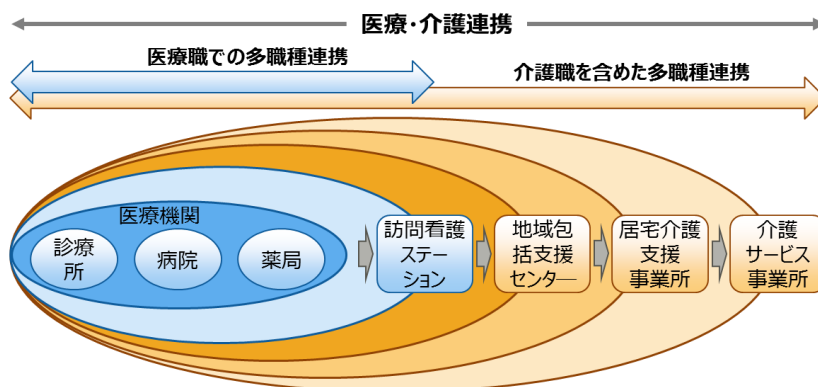 医療・介護連携
医療職での多職種連携
介護職を含めた多職種連携
医療機関
診療
所
病院
薬局
訪問看護
ステー
ション
地域包
括支援
センター
居宅介護
支援
事業所
介護
サービス
事業所